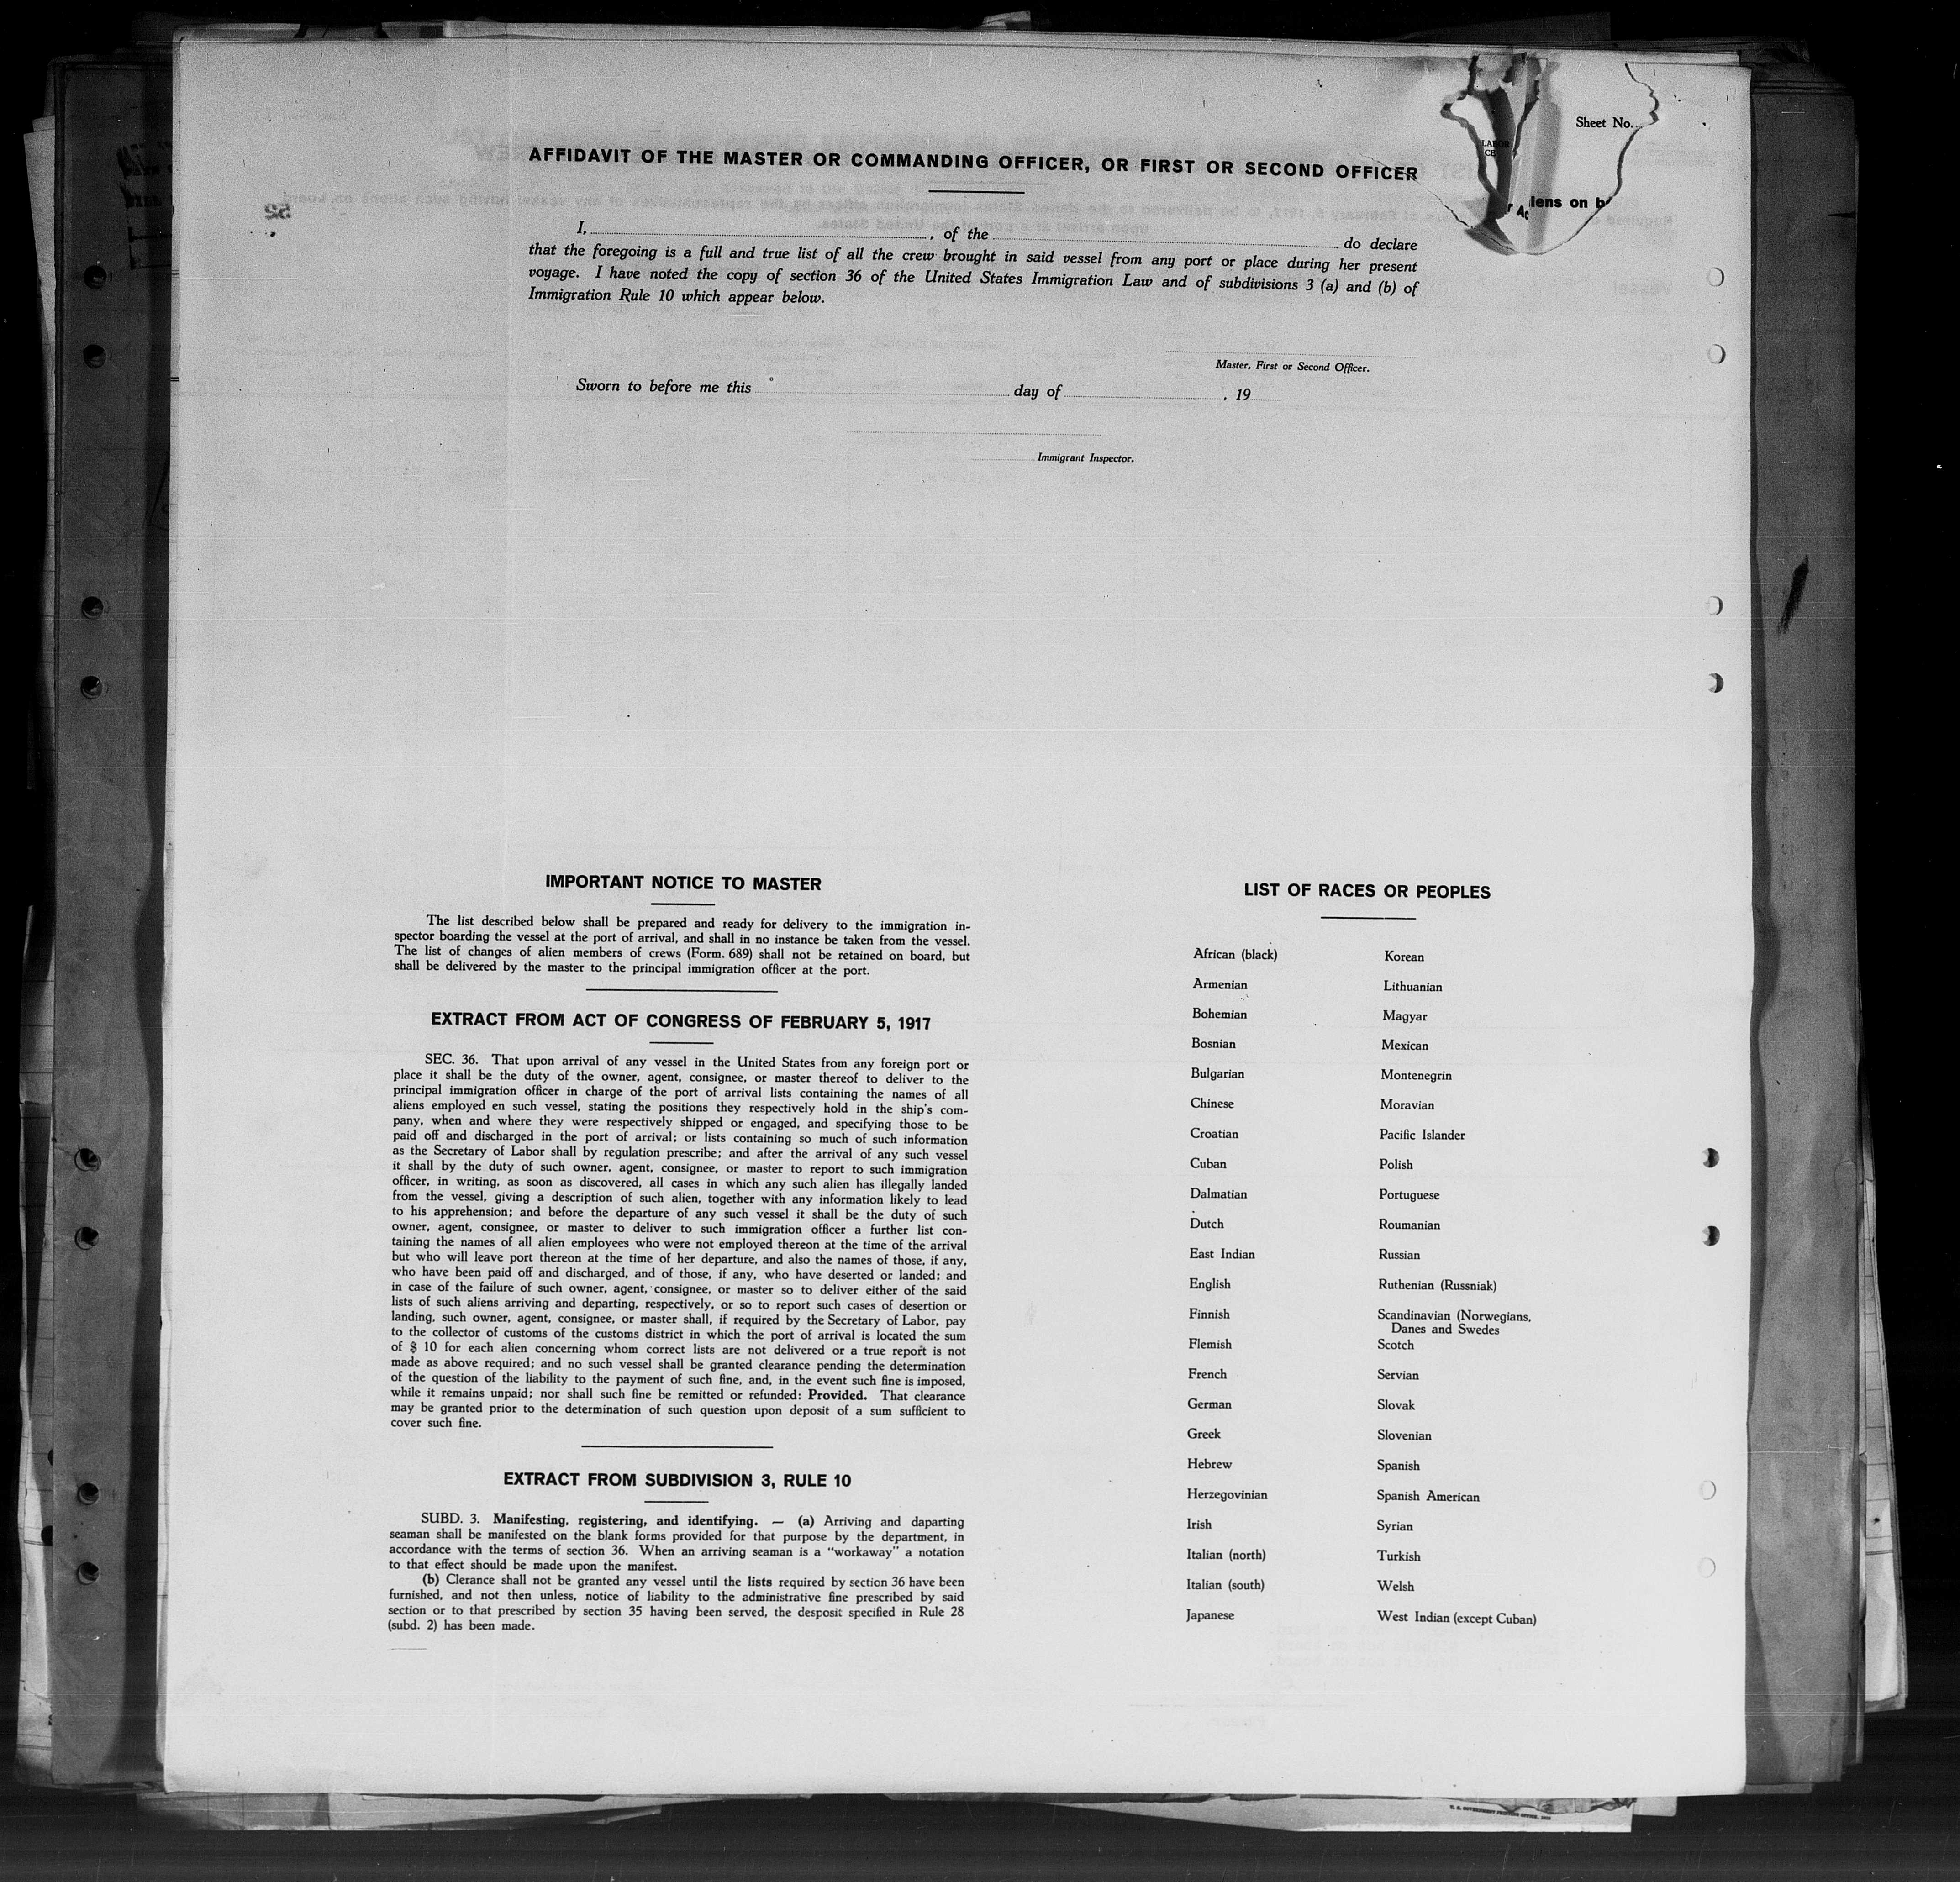 Sheet No.
AFFIDAVIT OF THE MASTER OR COMMANDING OFFICER, OR FIRST OR SECOND OFFICER
lens on
I, , of the do declare
that the foregoing is a full and true list of all the crew brought in said vessel from any port or place during her present
voyage. I have noted the copy of section 36 of the United States Immigration Law and of subdivisions 3 (a) and (b) of
Immigration Rule 10 which appear below.
Master, First or Second Officer.
Sworn to before me this day of , 19
Immigrant Inspector.
IMPORTANT NOTICE TO MASTER
The list described below shall be prepared and ready for delivery to the immigration in-
spector boarding the vessel at the port of arrival, and shall in no instance be taken from the vessel.
The list of changes of alien members of crews (Form. 689) shall not be retained on board, but
shall be delivered by the master to the principal immigration officer at the port.
EXTRACT FROM ACT OF CONGRESS OF FEBRUARY 5, 1917
SEC. 36. That upon arrival of any vessel in the United States from any foreign port or
place it shall be the duty of the owner, agent, consignee, or master thereof to deliver to the
principal immigration officer in charge of the port of arrival lists containing the names of all
aliens employed en such vessel, stating the positions they respectively hold in the ship's com-
pany, when and where they were respectively shipped or engaged, and specifying those to be
paid off and discharged in the port of arrival; or lists containing so much of such information
as the Secretary of Labor shall by regulation prescribe; and after the arrival of any such vessel
it shall by the duty of such owner, agent, consignee, or master to report to such immigration
officer, in writing, as soon as discovered, all cases in which any such alien has illegally landed
from the vessel, giving a description of such alien, together with any information likely to lead
to his apprehension; and before the departure of any such vessel it shall be the duty of such
owner, agent, consignee, or master to deliver to such immigration officer a further list con-
taining the names of all alien employees who were not employed thereon at the time of the arrival
but who will leave port thereon at the time of her departure, and also the names of those, if any,
who have been paid off and discharged, and of those, if any, who have deserted or landed; and
in case of the failure of such owner, agent, consignee, or master so to deliver either of the said
lists of such aliens arriving and departing, respectively, or so to report such cases of desertion or
landing, such owner, agent, consignee, or master shall, if required by the Secretary of Labor, pay
to the collector of customs of the customs district in which the port of arrival is located the sum
of $ 10 for each alien concerning whom correct lists are not delivered or a true report is not
made as above required; and no such vessel shall be granted clearance pending the determination
of the question of the liability to the payment of such fine, and, in the event such fine is imposed,
while it remains unpaid; nor shall such fine be remitted or refunded: Provided. That clearance
may be granted prior to the determination of such question upon deposit of a sum sufficient to
cover such fine.
EXTRACT FROM SUBDIVISION 3, RULE 10
SUBD. 3. Manifesting, registering, and identifying. — (a) Arriving and daparting
seaman shall be manifested on the blank forms provided for that purpose by the department, in
accordance with the terms of section 36. When an arriving seaman is a "workaway" a notation
to that effect should be made upon the manifest.
(b) Clerance shall not be granted any vessel until the lists required by section 36 have been
furnished, and not then unless, notice of liability to the administrative fine prescribed by said
section or to that prescribed by section 35 having been served, the desposit specified in Rule 28
(subd. 2) has been made.
LIST OF RACES OR PEOPLES
African (black)
Armenian
Bohemian
Bosnian
Bulgarian
Chinese
Croatian
Cuban
Dalmatian
Dutch
East Indian
English
Finnish
Flemish
French
German
Greek
Hebrew
Herzegovinian
Irish
Italian (north)
Italian (south)
Japanese
Korean
Lithuanian
Magyar
Mexican
Montenegrin
Moravian
Pacific Islander
Polish
Portuguese
Roumanian
Russian
Ruthenian (Russniak)
Scandinavian (Norwegians,
Danes and Swedes
Scotch
Servian
Slovak
Slovenian
Spanish
Spanish American
Syrian
Turkish
Welsh
West Indian (except Cuban)